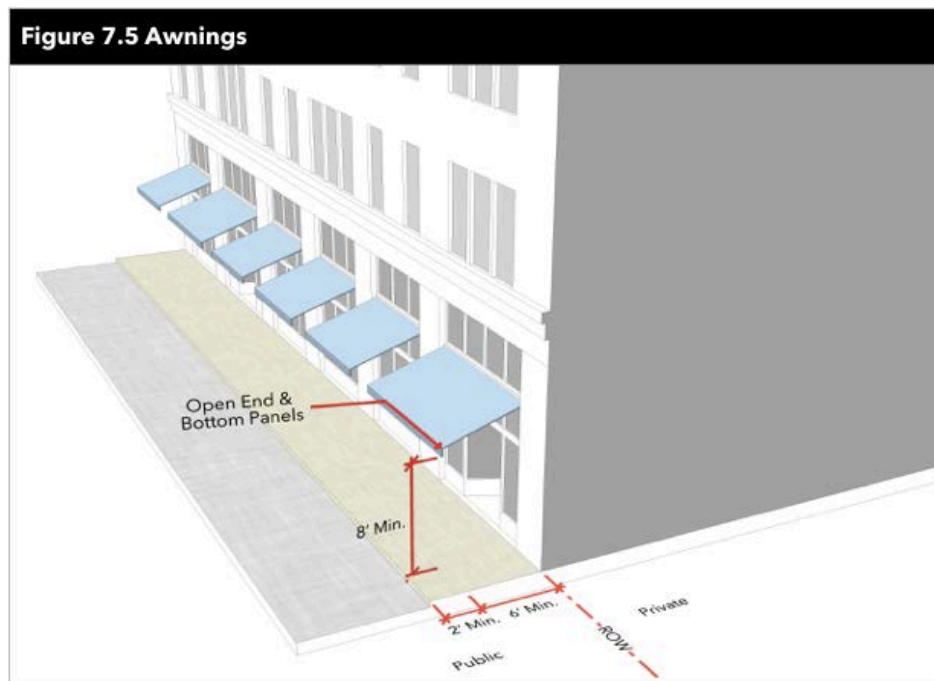 Figure 7.5 Awnings
Open End &
Bottom Panels
8' Min.
2' Min.
6' Min.
Private
ROW
Public